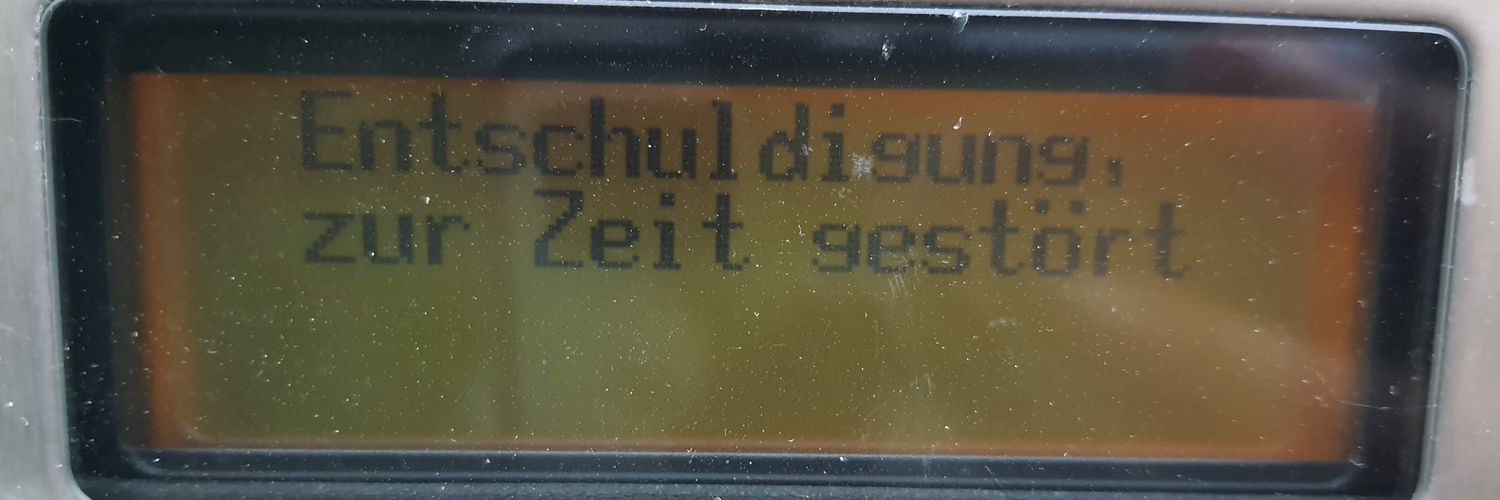 Entschuldigung,
zur Zeit gestört